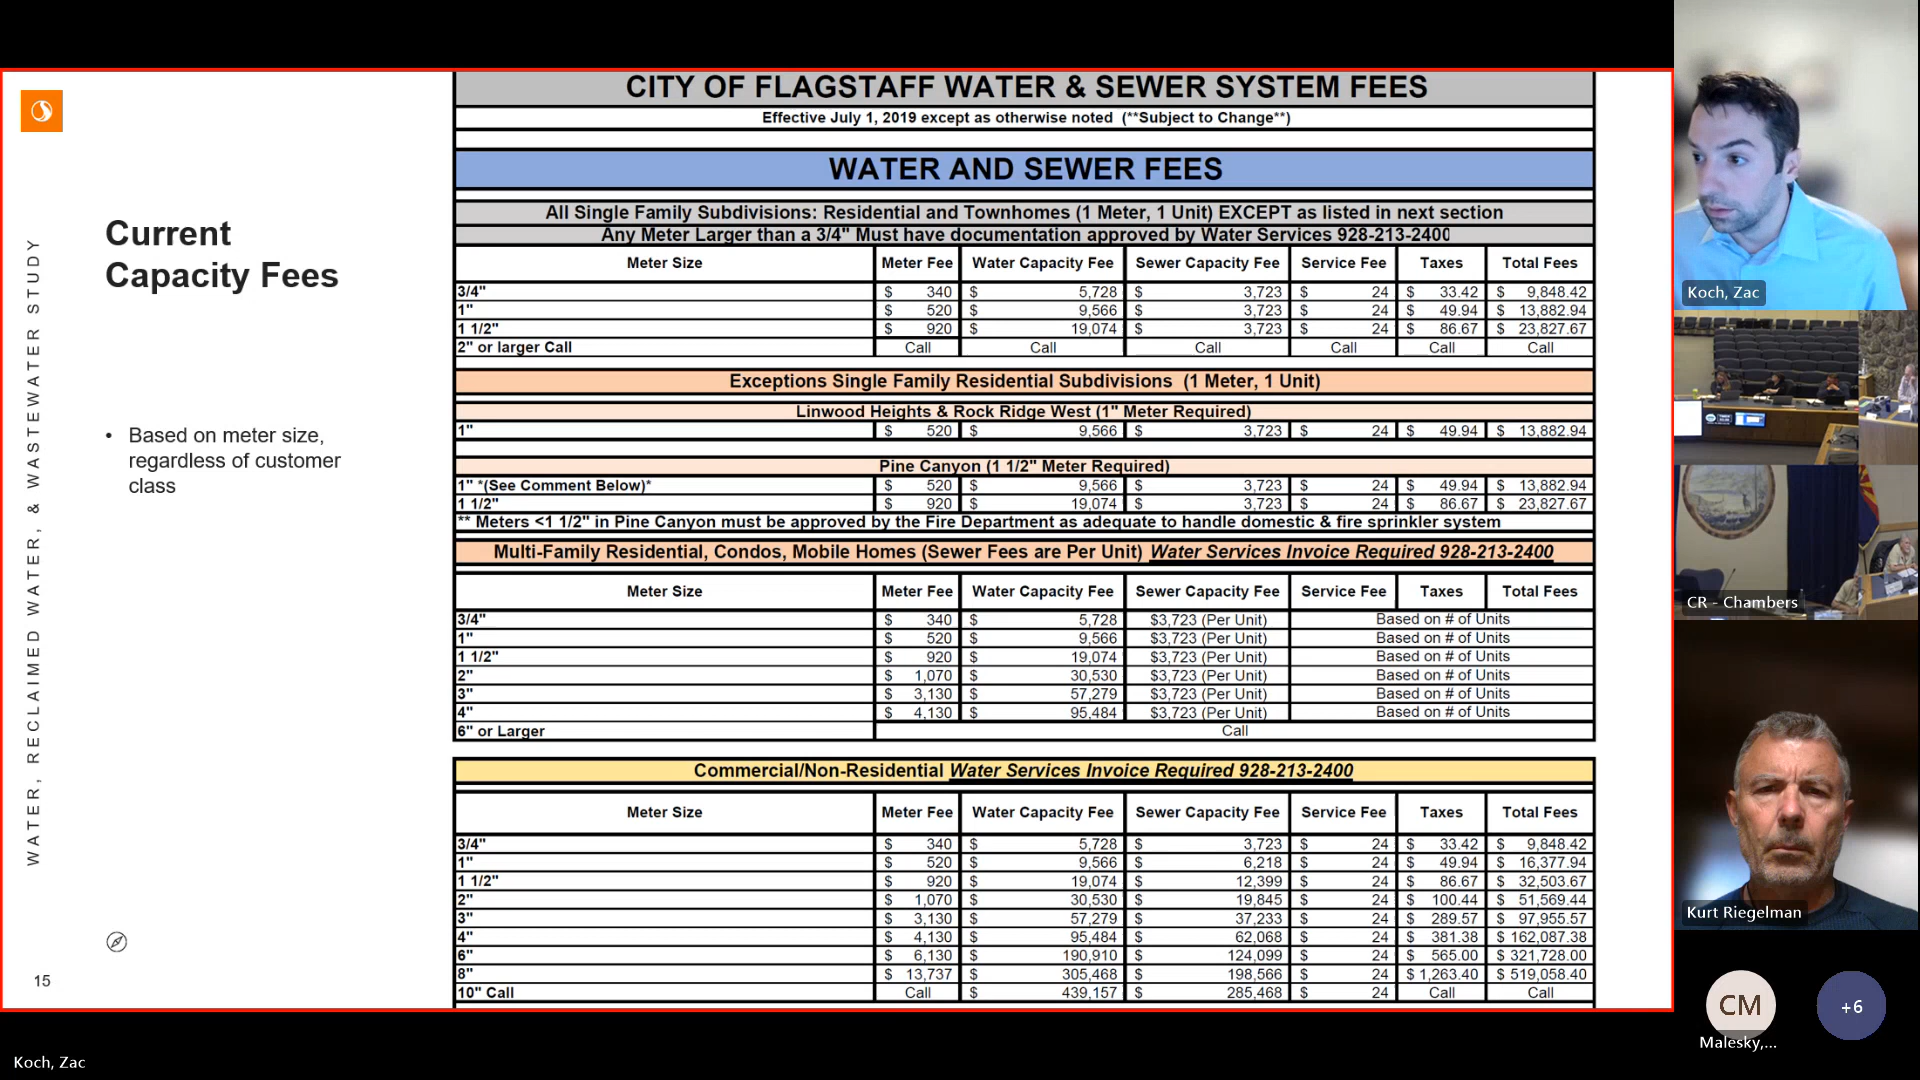 WATER, RECLAIMED WATER, & WASTEWATER STUDY
Current
Capacity Fees
• Based on meter size,
regardless of customer
class
15
CITY OF FLAGSTAFF WATER & SEWER SYSTEM FEES
Effective July 1, 2019 except as otherwise noted (**Subject to Change**)
WATER AND SEWER FEES
All Single Family Subdivisions: Residential and Townhomes (1 Meter, 1 Unit) EXCEPT as listed in next section
Any Meter Larger than a 3/4" Must have documentation approved by Water Services 928-213-2400
Meter Size Meter Fee Water Capacity Fee Sewer Capacity Fee Service Fee Taxes Total Fees
3/4" $ 340 $ 5,728 $ 3,723 $ 24 $ 33.42 $ 9,848.42
1" $ 520 $ 9,566 $ 3,723 $ 24 $ 49.94 $ 13,882.94
1 1/2" $ 920 $ 19,074 $ 3,723 $ 24 $ 86.67 $ 23,827.67
2" or larger Call Call Call Call Call Call Call
Exceptions Single Family Residential Subdivisions (1 Meter, 1 Unit)
Linwood Heights & Rock Ridge West (1" Meter Required)
1" $ 520 $ 9,566 $ 3,723 $ 24 $ 49.94 $ 13,882.94
Pine Canyon (1 1/2" Meter Required)
1" *(See Comment Below)* $ 520 $ 9,566 $ 3,723 $ 24 $ 49.94 $ 13,882.94
1 1/2" $ 920 $ 19,074 $ 3,723 $ 24 $ 86.67 $ 23,827.67
** Meters <1 1/2" in Pine Canyon must be approved by the Fire Department as adequate to handle domestic & fire sprinkler system
Multi-Family Residential, Condos, Mobile Homes (Sewer Fees are Per Unit) Water Services Invoice Required 928-213-2400
Meter Size Meter Fee Water Capacity Fee Sewer Capacity Fee Service Fee Taxes Total Fees
3/4" $ 340 $ 5,728 $3,723 (Per Unit) Based on # of Units
1" $ 520 $ 9,566 $3,723 (Per Unit) Based on # of Units
1 1/2" $ 920 $ 19,074 $3,723 (Per Unit) Based on # of Units
2" $ 1,070 $ 30,530 $3,723 (Per Unit) Based on # of Units
3" $ 3,130 $ 57,279 $3,723 (Per Unit) Based on # of Units
4" $ 4,130 $ 95,484 $3,723 (Per Unit) Based on # of Units
6" or Larger Call
Commercial/Non-Residential Water Services Invoice Required 928-213-2400
Meter Size Meter Fee Water Capacity Fee Sewer Capacity Fee Service Fee Taxes Total Fees
3/4" $ 340 $ 5,728 $ 3,723 $ 24 $ 33.42 $ 9,848.42
1" $ 520 $ 9,566 $ 6,218 $ 24 $ 49.94 $ 16,377.94
1 1/2" $ 920 $ 19,074 $ 12,399 $ 24 $ 86.67 $ 32,503.67
2" $ 1,070 $ 30,530 $ 19,845 $ 24 $ 100.44 $ 51,569.44
3" $ 3,130 $ 57,279 $ 37,233 $ 24 $ 289.57 $ 97,955.57
4" $ 4,130 $ 95,484 $ 62,068 $ 24 $ 381.38 $ 162,087.38
6" $ 6,130 $ 190,910 $ 124,099 $ 24 $ 565.00 $ 321,728.00
8" $ 13,737 $ 305,468 $ 198,566 $ 24 $ 1,263.40 $ 519,058.40
10" Call Call $ 439,157 $ 285,468 $ 24 Call Call
Koch, Zac
CR - Chambers
Kurt Riegelman
CM
+6
Malesky,...
Koch, Zac